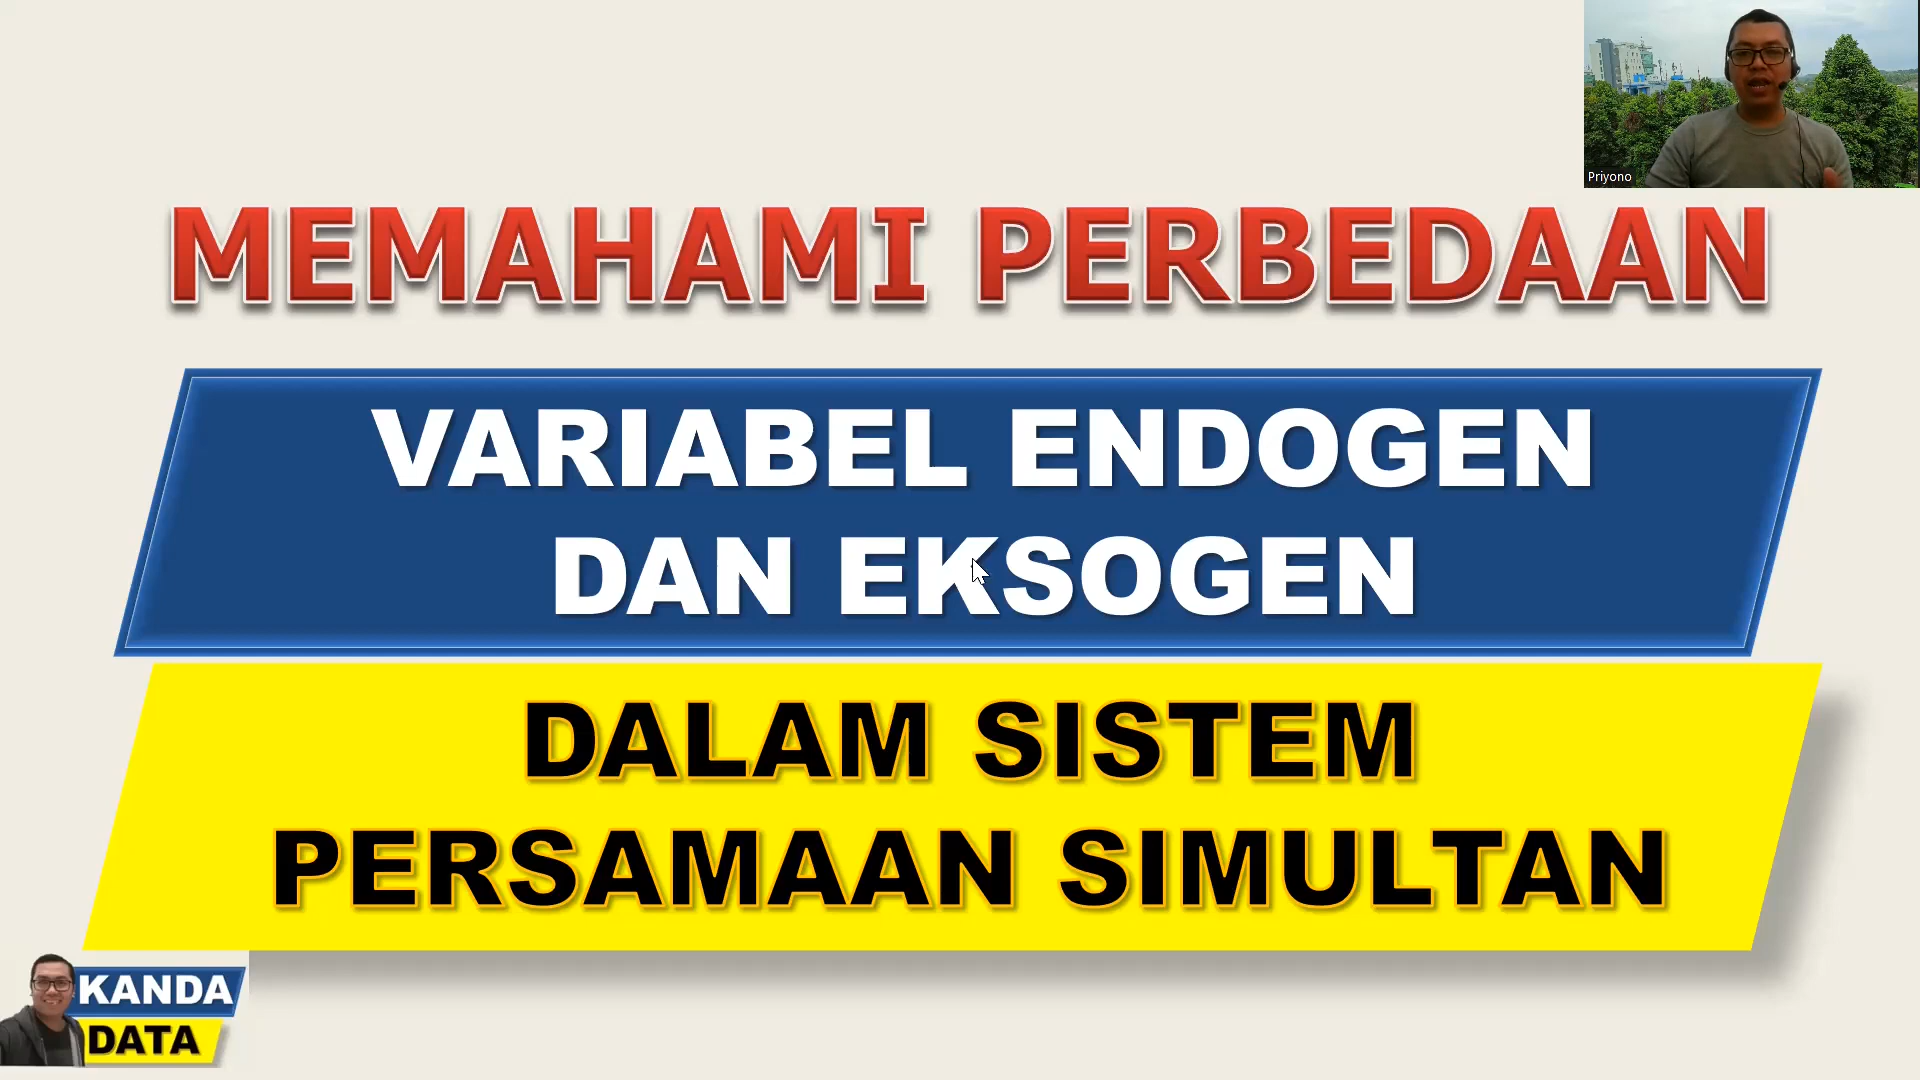 Priyono
MEMAHAMI PERBEDAAN
VARIABEL ENDOGEN
DAN EKSOGEN
DALAM SISTEM
PERSAMAAN SIMULTAN
KANDA
DATA